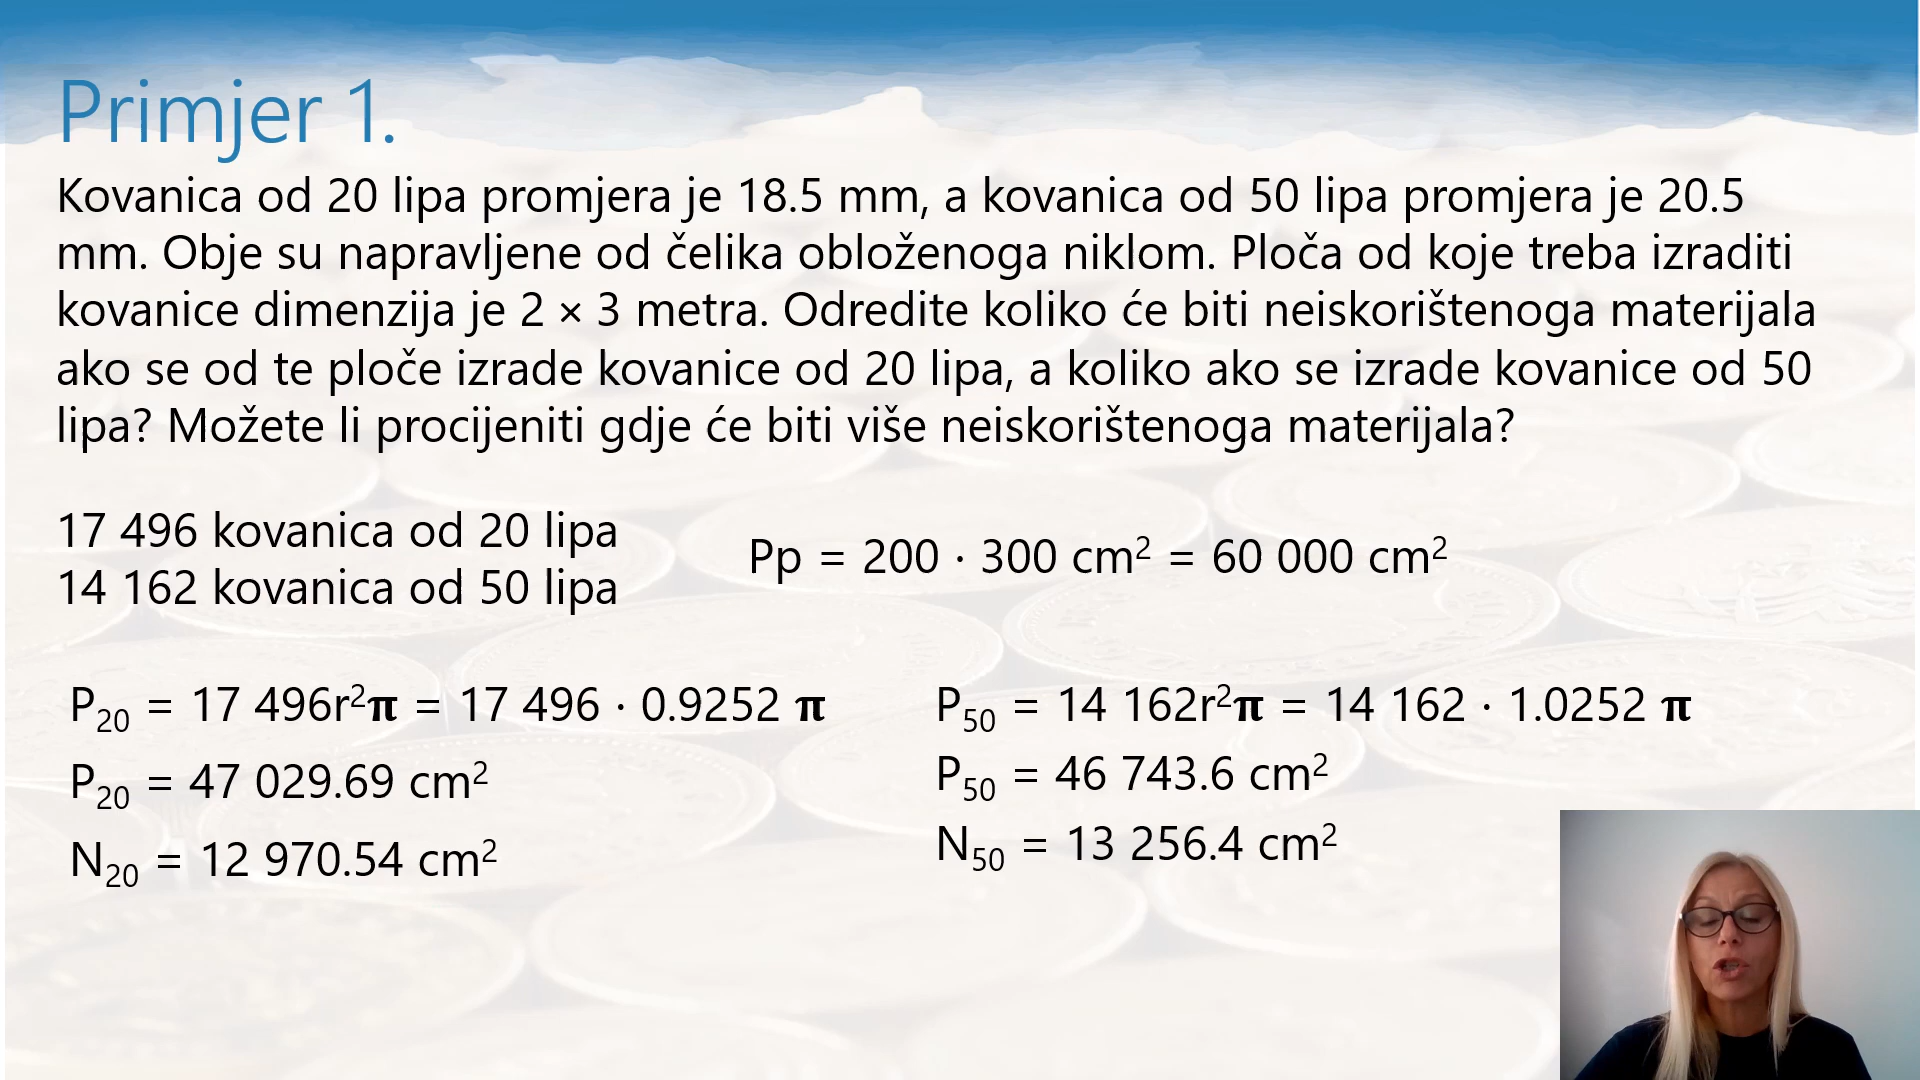 Primjer 1.
Kovanica od 20 lipa promjera je 18.5 mm, a kovanica od 50 lipa promjera je 20.5
mm. Obje su napravljene od čelika obloženoga niklom. Ploča od koje treba izraditi
kovanice dimenzija je 2 × 3 metra. Odredite koliko će biti neiskorištenoga materijala
ako se od te ploče izrade kovanice od 20 lipa, a koliko ako se izrade kovanice od 50
lipa? Možete li procijeniti gdje će biti više neiskorištenoga materijala?
17 496 kovanica od 20 lipa
14 162 kovanica od 50 lipa
Pp = 200 · 300 cm² = 60 000 cm²
P₂₀ = 17 496r²π = 17 496 · 0.9252 π
P₂₀ = 47 029.69 cm²
N₂₀ = 12 970.54 cm²
P₅₀ = 14 162r²π = 14 162 · 1.0252 π
P₅₀ = 46 743.6 cm²
N₅₀ = 13 256.4 cm²